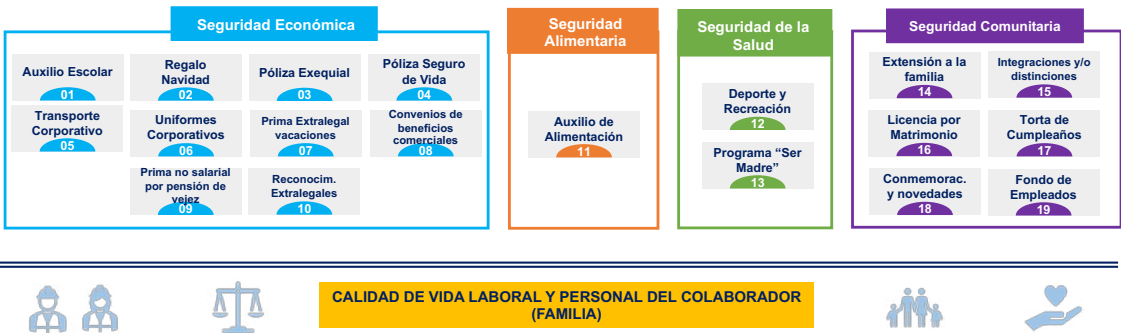 Seguridad Económica
Auxilio Escolar
01
Regalo
Navidad
02
Póliza Exequial
03
Póliza Seguro
de Vida
04
Transporte
Corporativo
05
Uniformes
Corporativos
06
Prima Extralegal
vacaciones
07
Convenios de
beneficios
comerciales
08
Prima no salarial
por pensión de
vejez
09
Reconocim.
Extralegales
10
Seguridad
Alimentaria
Auxilio de
Alimentación
11
Seguridad de la
Salud
Deporte y
Recreación
12
Programa “Ser
Madre”
13
Seguridad Comunitaria
Extensión a la
familia
14
Integraciones y/o
distinciones
15
Licencia por
Matrimonio
16
Torta de
Cumpleaños
17
Conmemorac.
y novedades
18
Fondo de
Empleados
19
CALIDAD DE VIDA LABORAL Y PERSONAL DEL COLABORADOR
(FAMILIA)